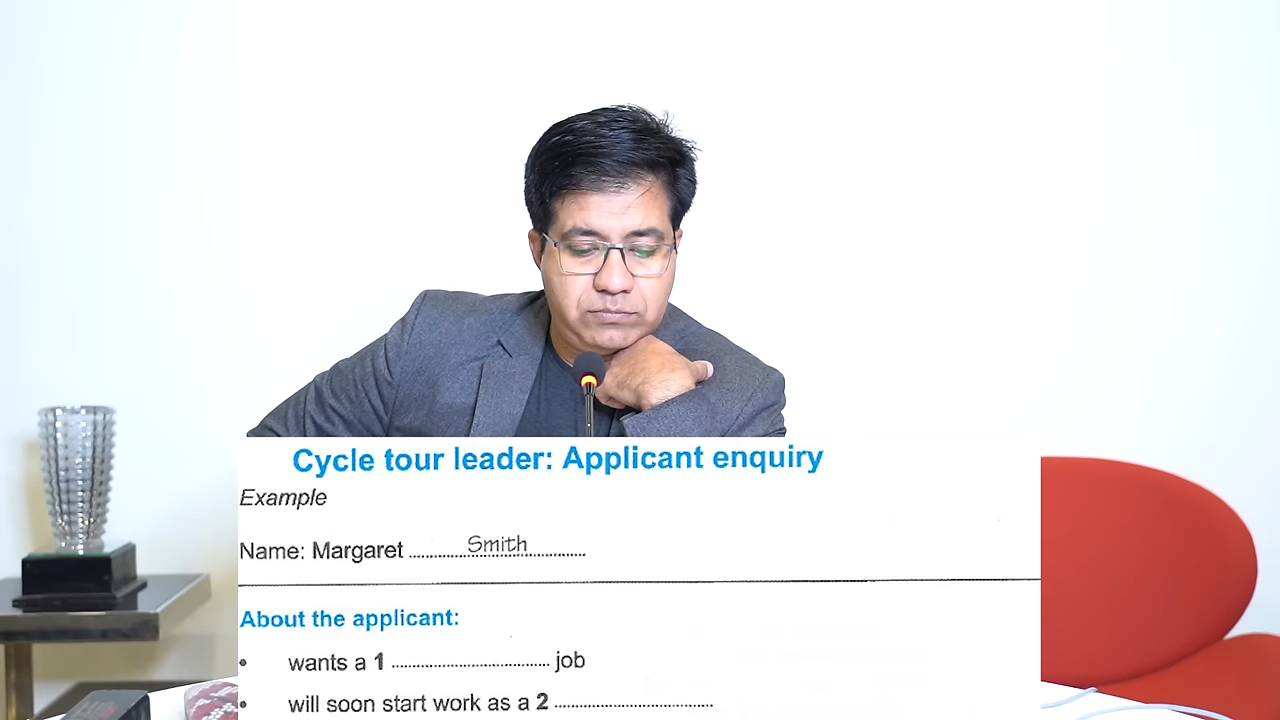 Cycle tour leader: Applicant enquiry
Example
Name: Margaret ............Smith............
About the applicant:
• wants a 1 ................................ job
• will soon start work as a 2 ................................